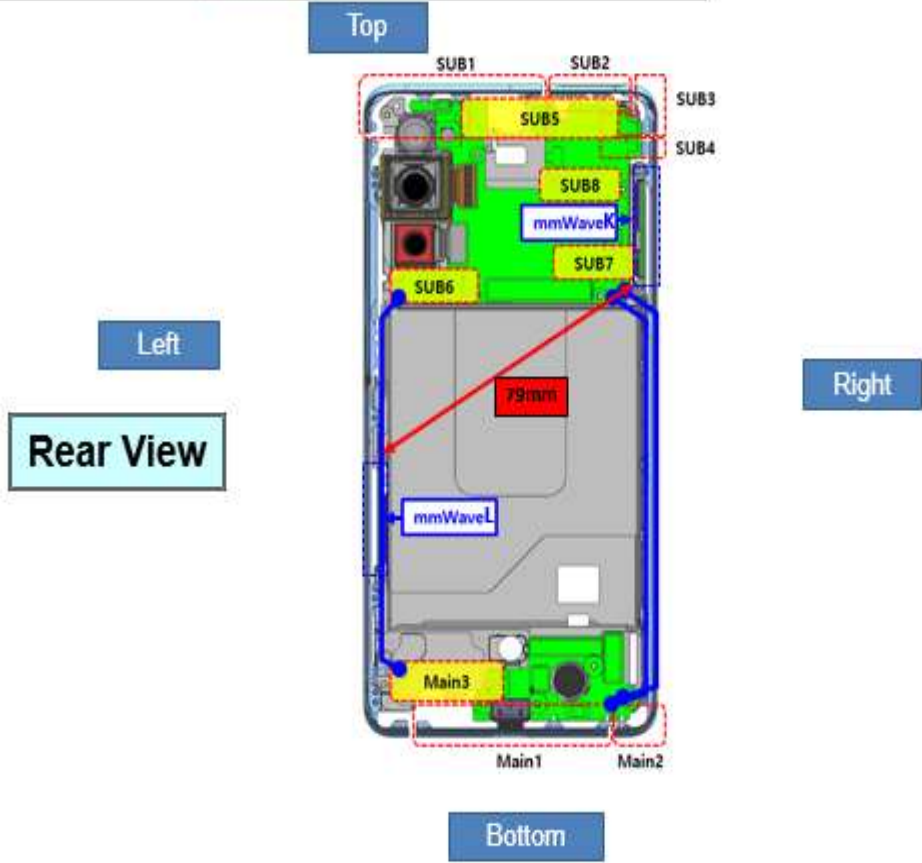 Top
SUB1
SUB2
SUB3
SUB5
SUB4
SUB8
mmWaveK
SUB7
SUB6
Left
Right
79mm
Rear View
mmWaveL
Main3
Main1
Main2
Bottom